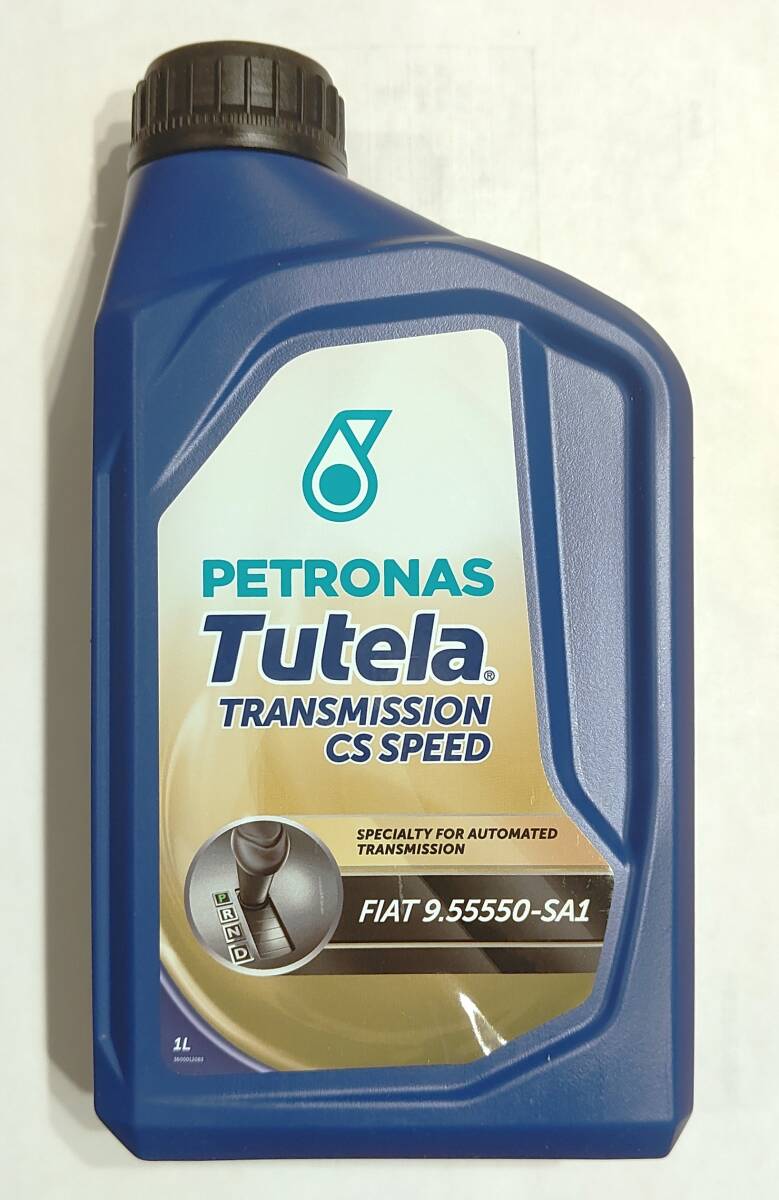 PETRONAS
Tutela®
TRANSMISSION
CS SPEED
SPECIALTY FOR AUTOMATED
TRANSMISSION
FIAT 9.55550-SA1
P
R
N
D
1L